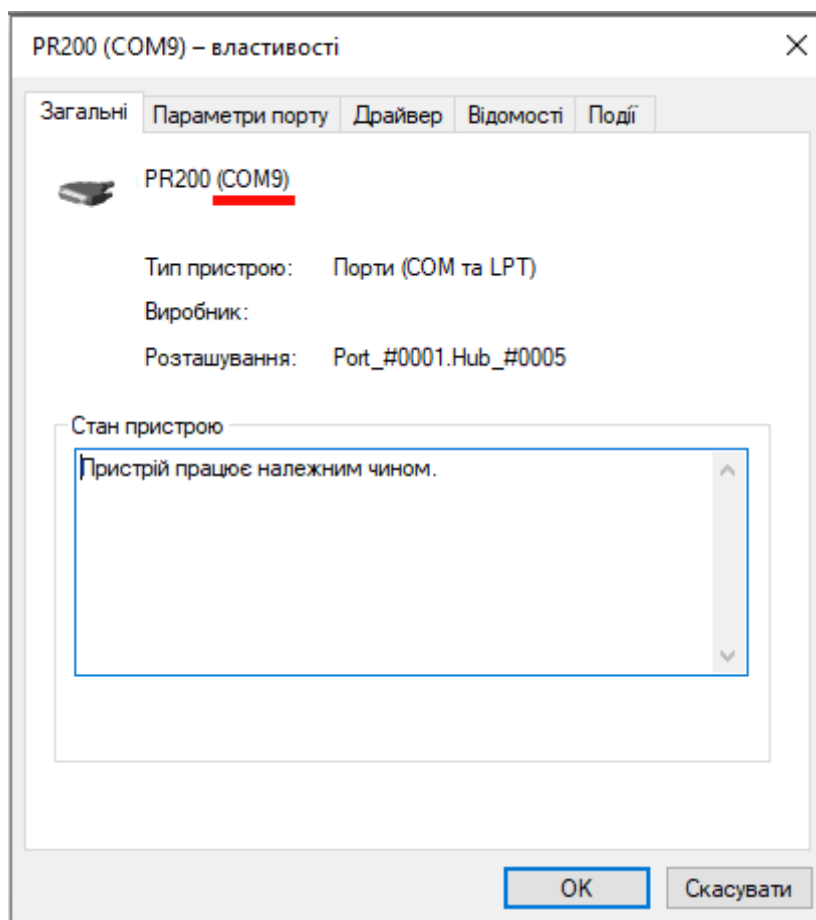 PR200 (COM9) – властивості
Загальні Параметри порту Драйвер Відомості Події
PR200 (COM9)
Тип пристрою: Порти (COM та LPT)
Виробник:
Розташування: Port_#0001.Hub_#0005
Стан пристрою
Пристрій працює належним чином.
OK Скасувати